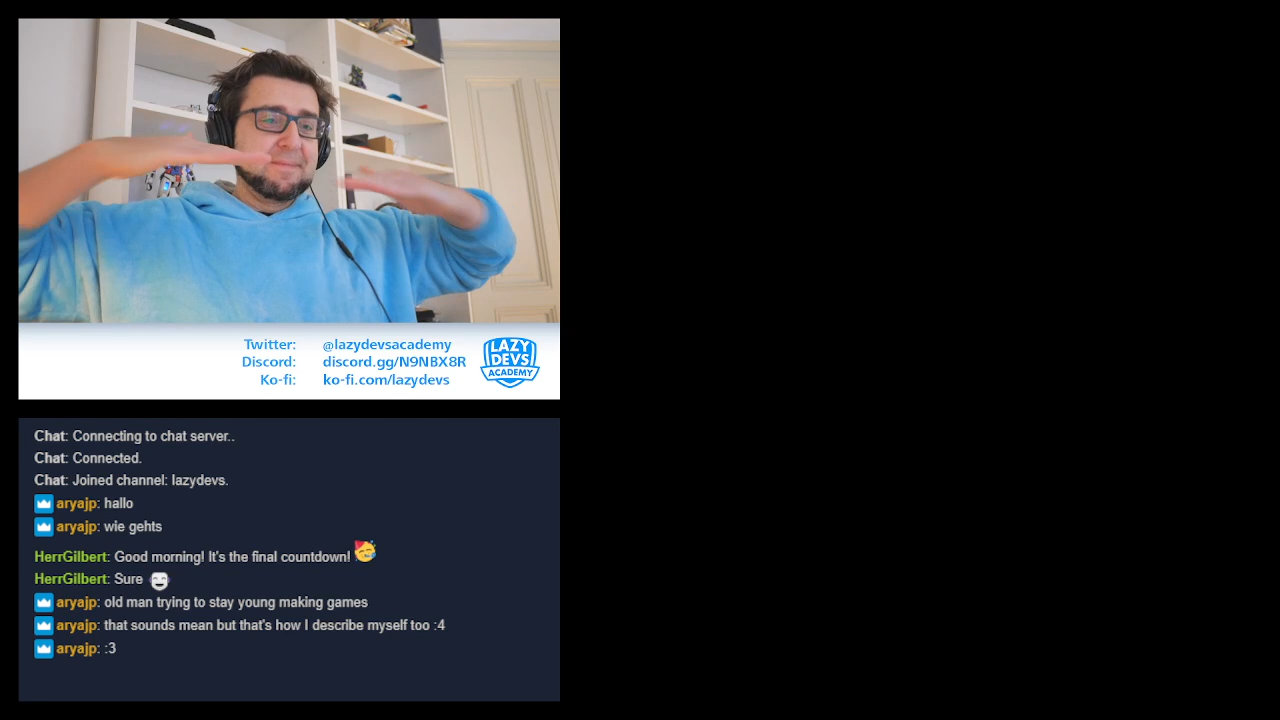 Twitter: @lazydevsacademy
Discord: discord.gg/N9NBX8R
Ko-fi: ko-fi.com/lazydevs
LAZY
DEVS
ACADEMY
Chat: Connecting to chat server..
Chat: Connected.
Chat: Joined channel: lazydevs.
aryajp: hallo
aryajp: wie gehts
HerrGilbert: Good morning! It's the final countdown! 🥳
HerrGilbert: Sure
aryajp: old man trying to stay young making games
aryajp: that sounds mean but that's how I describe myself too :4
aryajp: :3